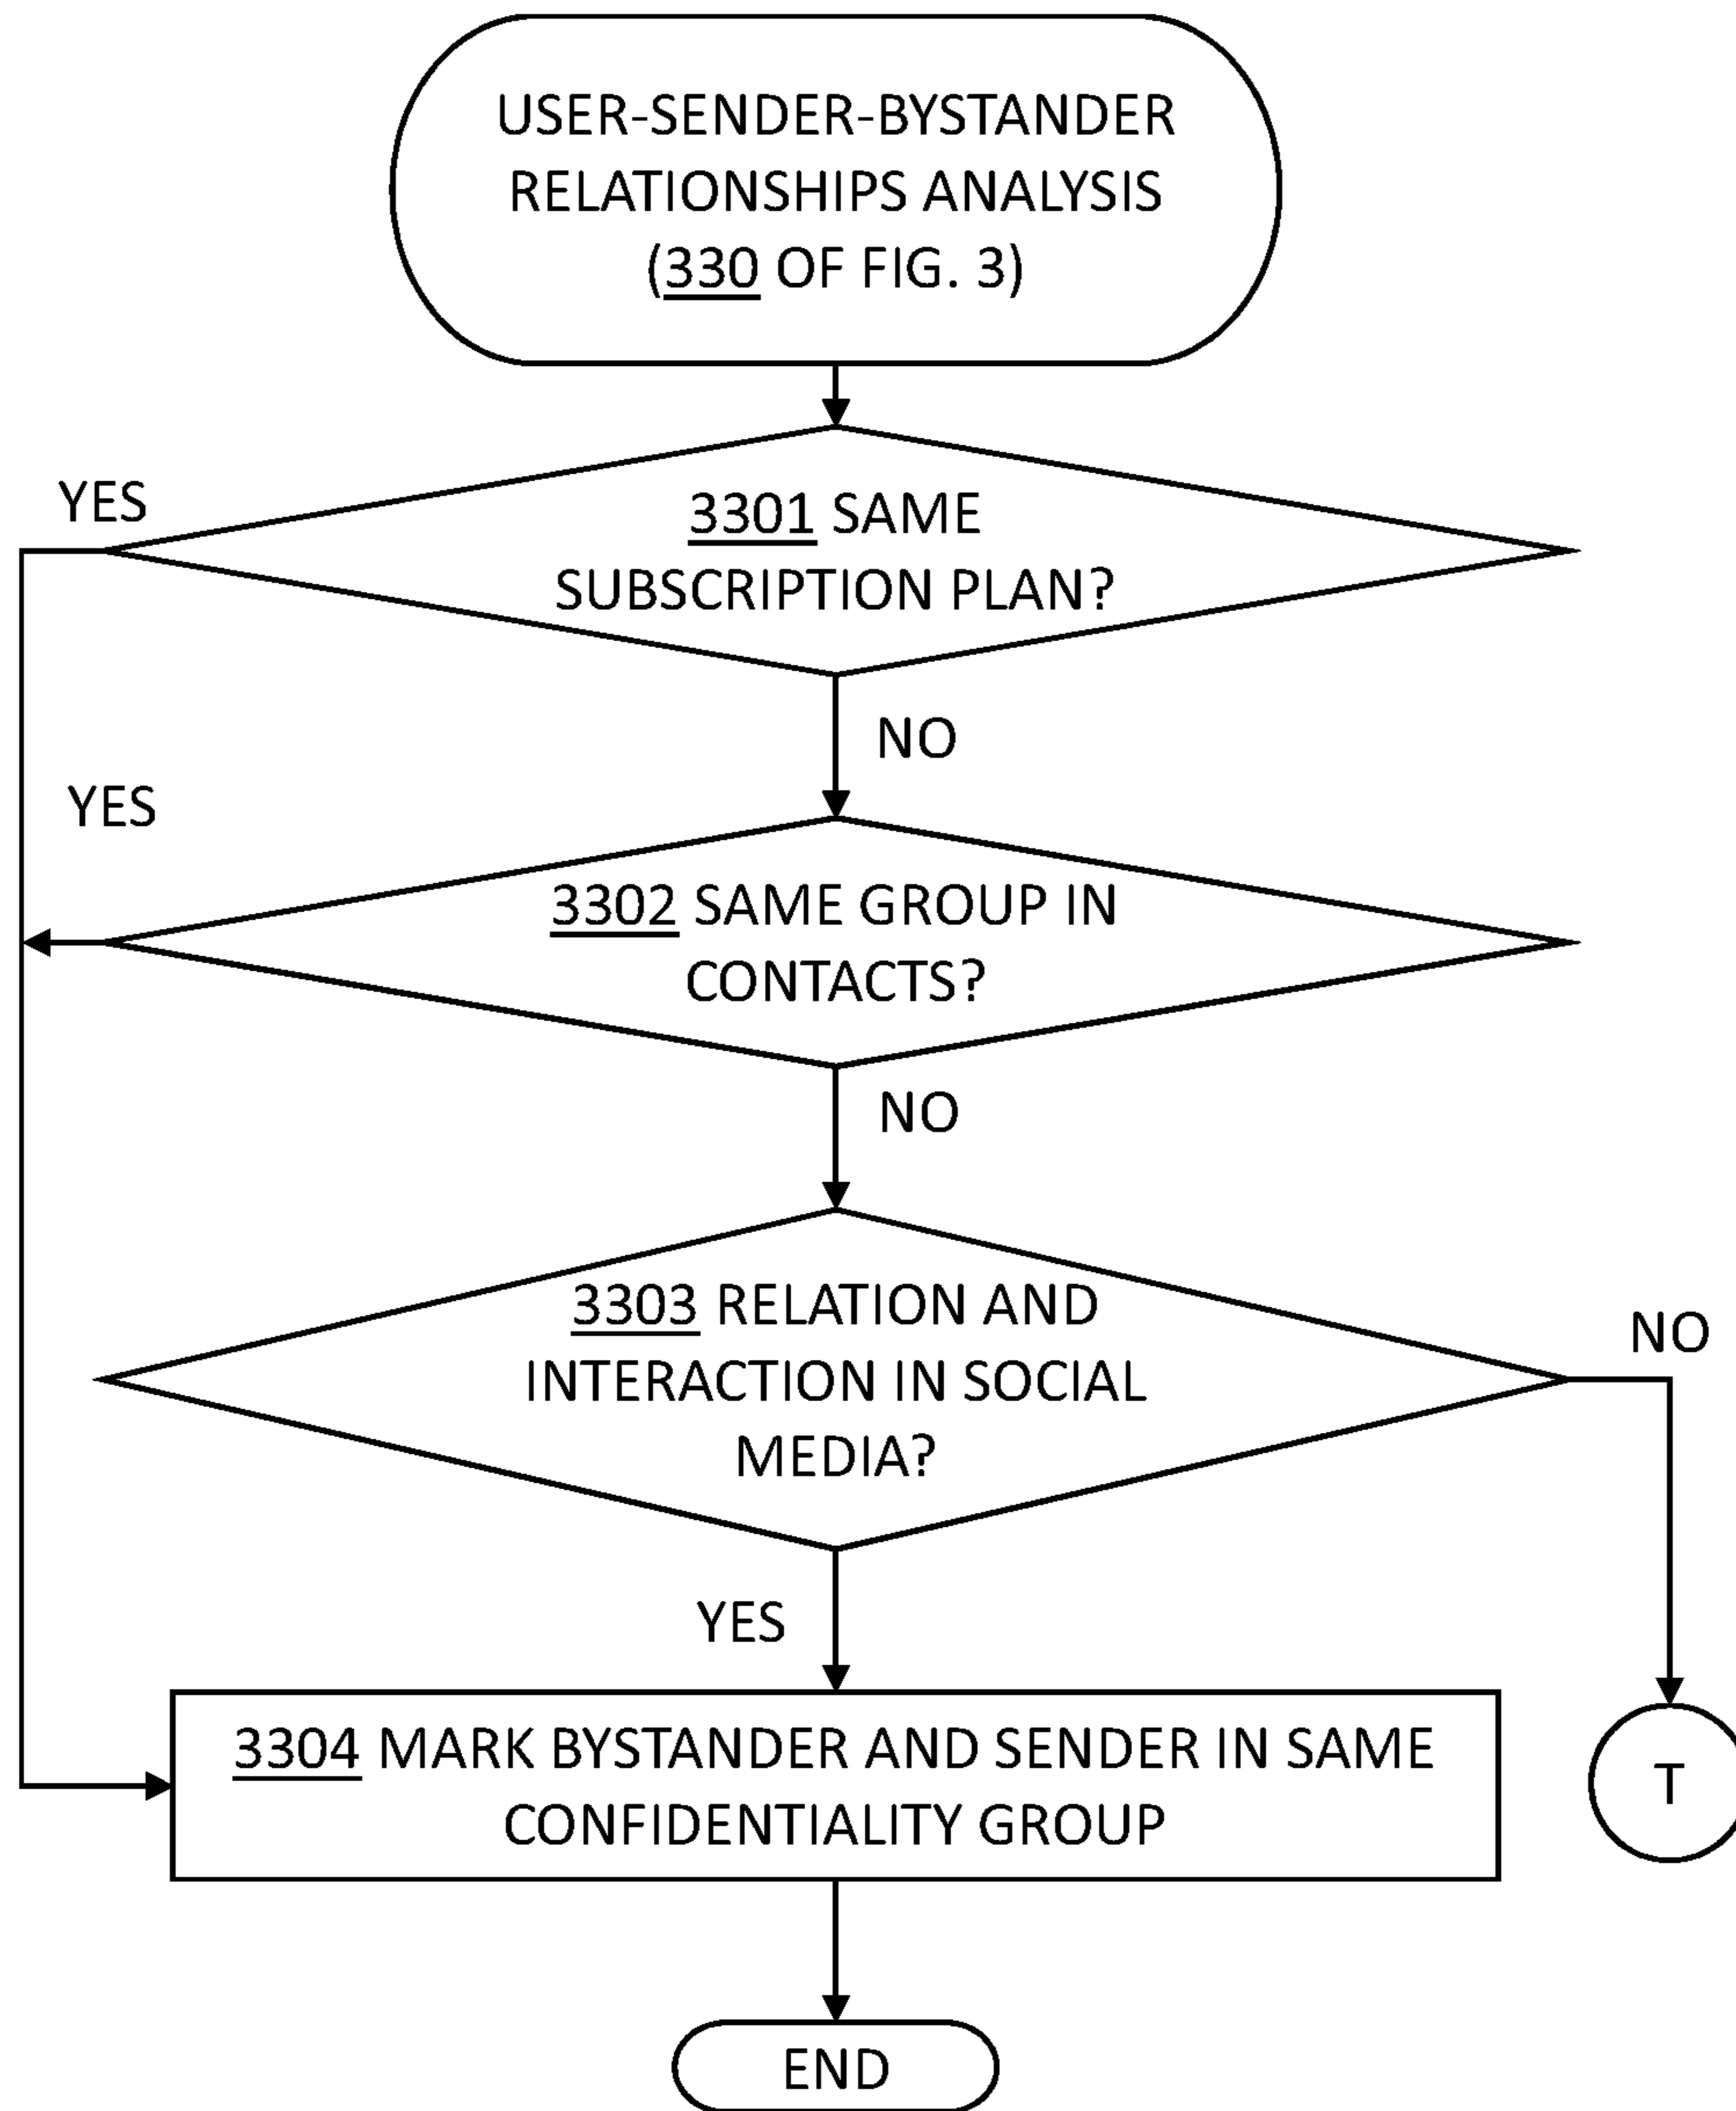 USER-SENDER-BYSTANDER
RELATIONSHIPS ANALYSIS
(330 OF FIG. 3)
YES
3301 SAME
SUBSCRIPTION PLAN?
NO
YES
3302 SAME GROUP IN
CONTACTS?
NO
3303 RELATION AND
INTERACTION IN SOCIAL
MEDIA?
NO
YES
3304 MARK BYSTANDER AND SENDER IN SAME
CONFIDENTIALITY GROUP
T
END